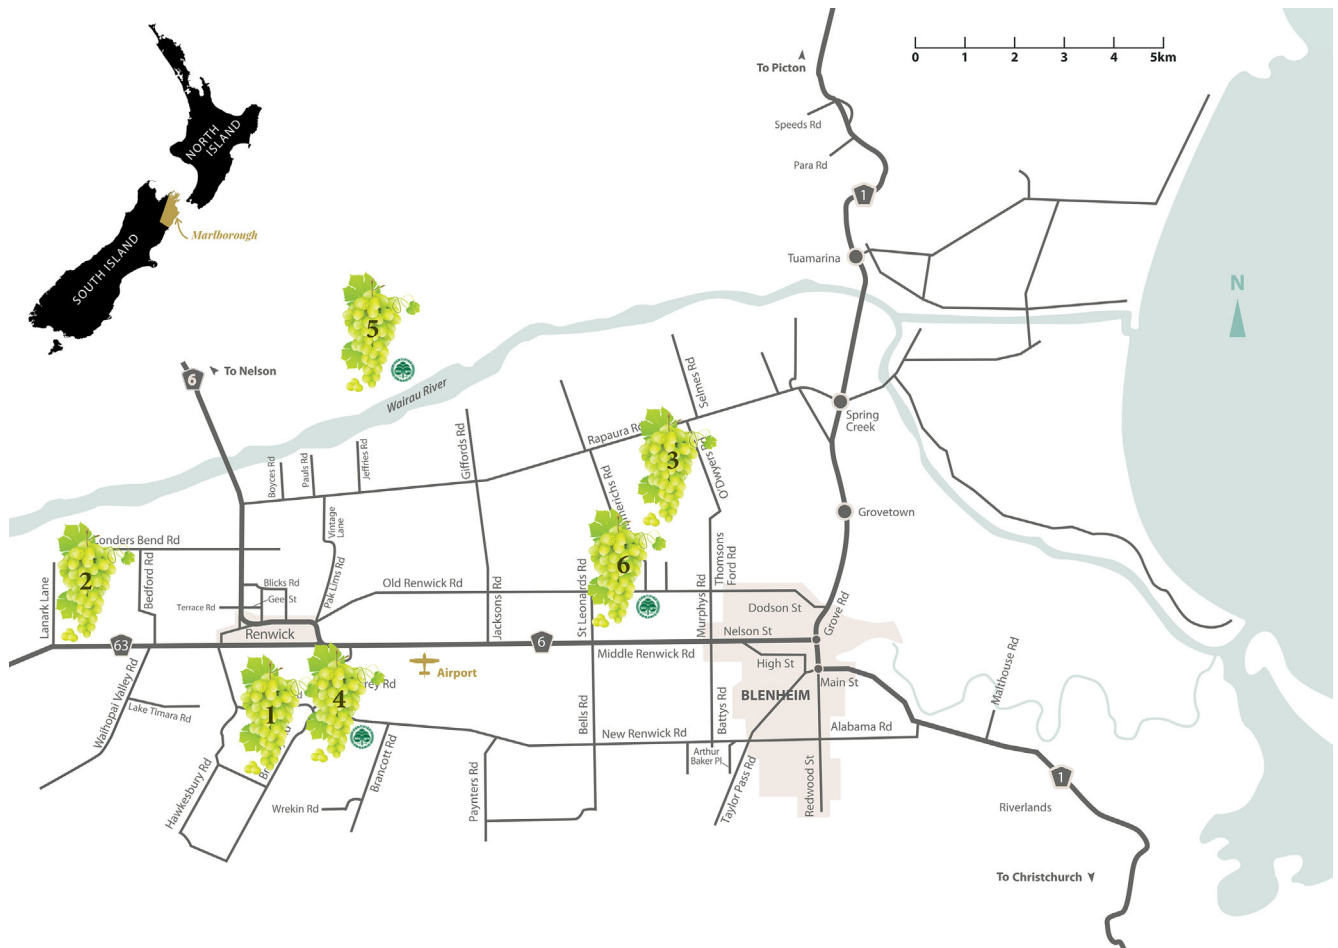 NORTH
ISLAND
SOUTH ISLAND
Marlborough
0 1 2 3 4 5km
N
To Picton
Speeds Rd
Para Rd
1
Tuamarina
5
Wairau River
6
To Nelson
Selmes Rd
Spring
Creek
Rapaura Rd
3
O'Dwyers Rd
Giffords Rd
Jeffries Rd
Pauls Rd
Boyces Rd
Vintage
Lane
Grovetown
2
Conders Bend Rd
Bedford Rd
Lanark Lane
Blicks Rd
Gee St
Terrace Rd
Pak Lims Rd
Old Renwick Rd
Jacksons Rd
St Leonards Rd
6
Murphys Rd
Thomsons
Ford Rd
Dodson St
Grove Rd
Nelson St
Renwick
63
6
Middle Renwick Rd
High St
Main St
Airport
BLENHEIM
Malthouse Rd
Waihopai Valley Rd
Lake Timara Rd
1
4
Bells Rd
New Renwick Rd
Battys Rd
Alabama Rd
Arthur
Baker Pl.
Hawkesbury Rd
Wrekin Rd
Brancott Rd
Paynters Rd
Taylor Pass Rd
Redwood St
1
Riverlands
To Christchurch